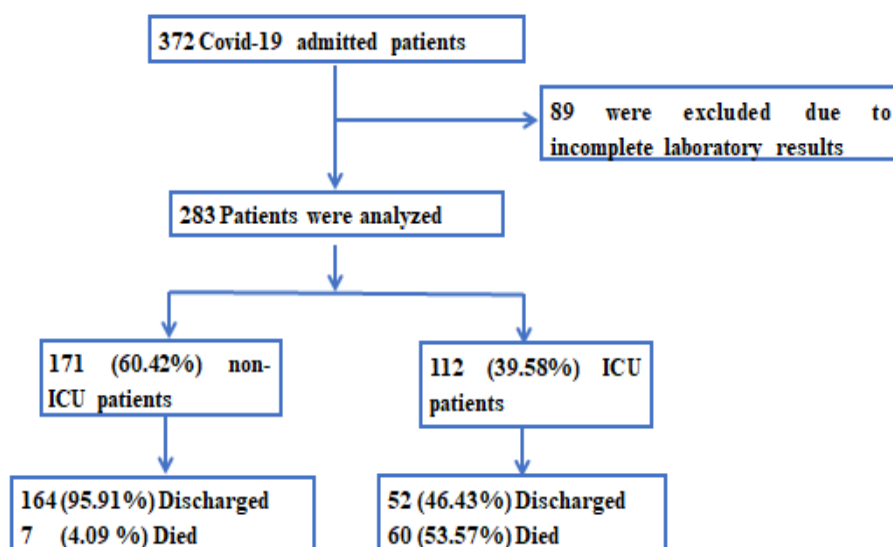 372 Covid-19 admitted patients
89 were excluded due to
incomplete laboratory results
283 Patients were analyzed
171 (60.42%) non-
ICU patients
112 (39.58%) ICU
patients
164 (95.91%) Discharged
7 (4.09 %) Died
52 (46.43%) Discharged
60 (53.57%) Died